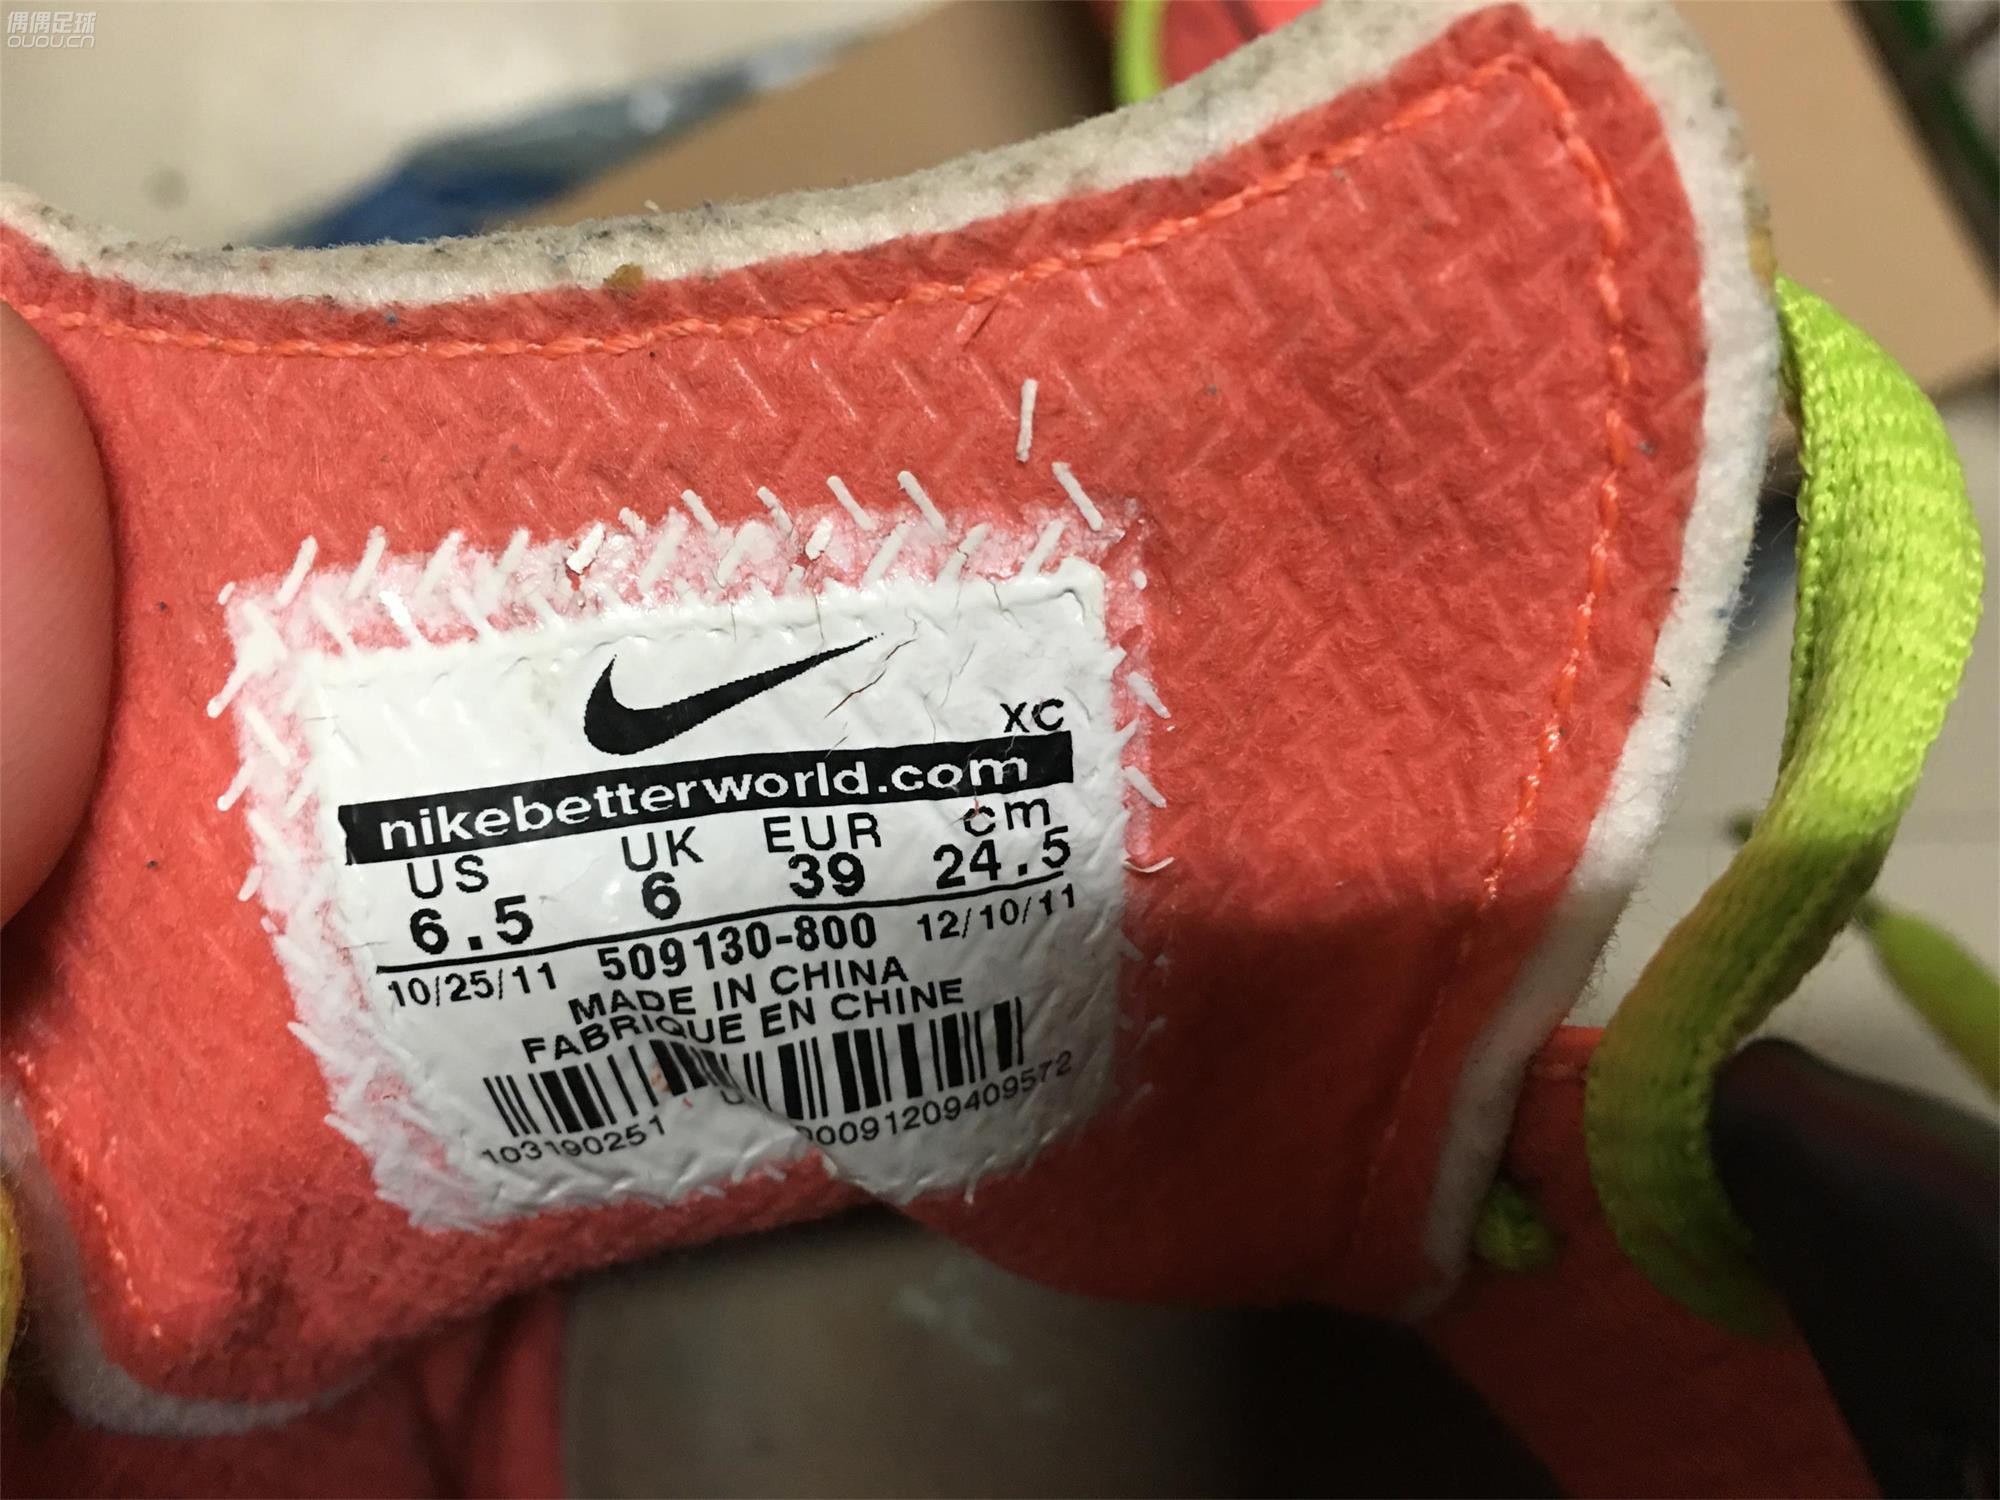 偶偶足球
OUOU.CN
XC
nikebetterworld.com
US UK EUR cm
6.5 6 39 24.5
10/25/11 509130-800 12/10/11
MADE IN CHINA
FABRIQUE EN CHINE
103190251 00091209409572